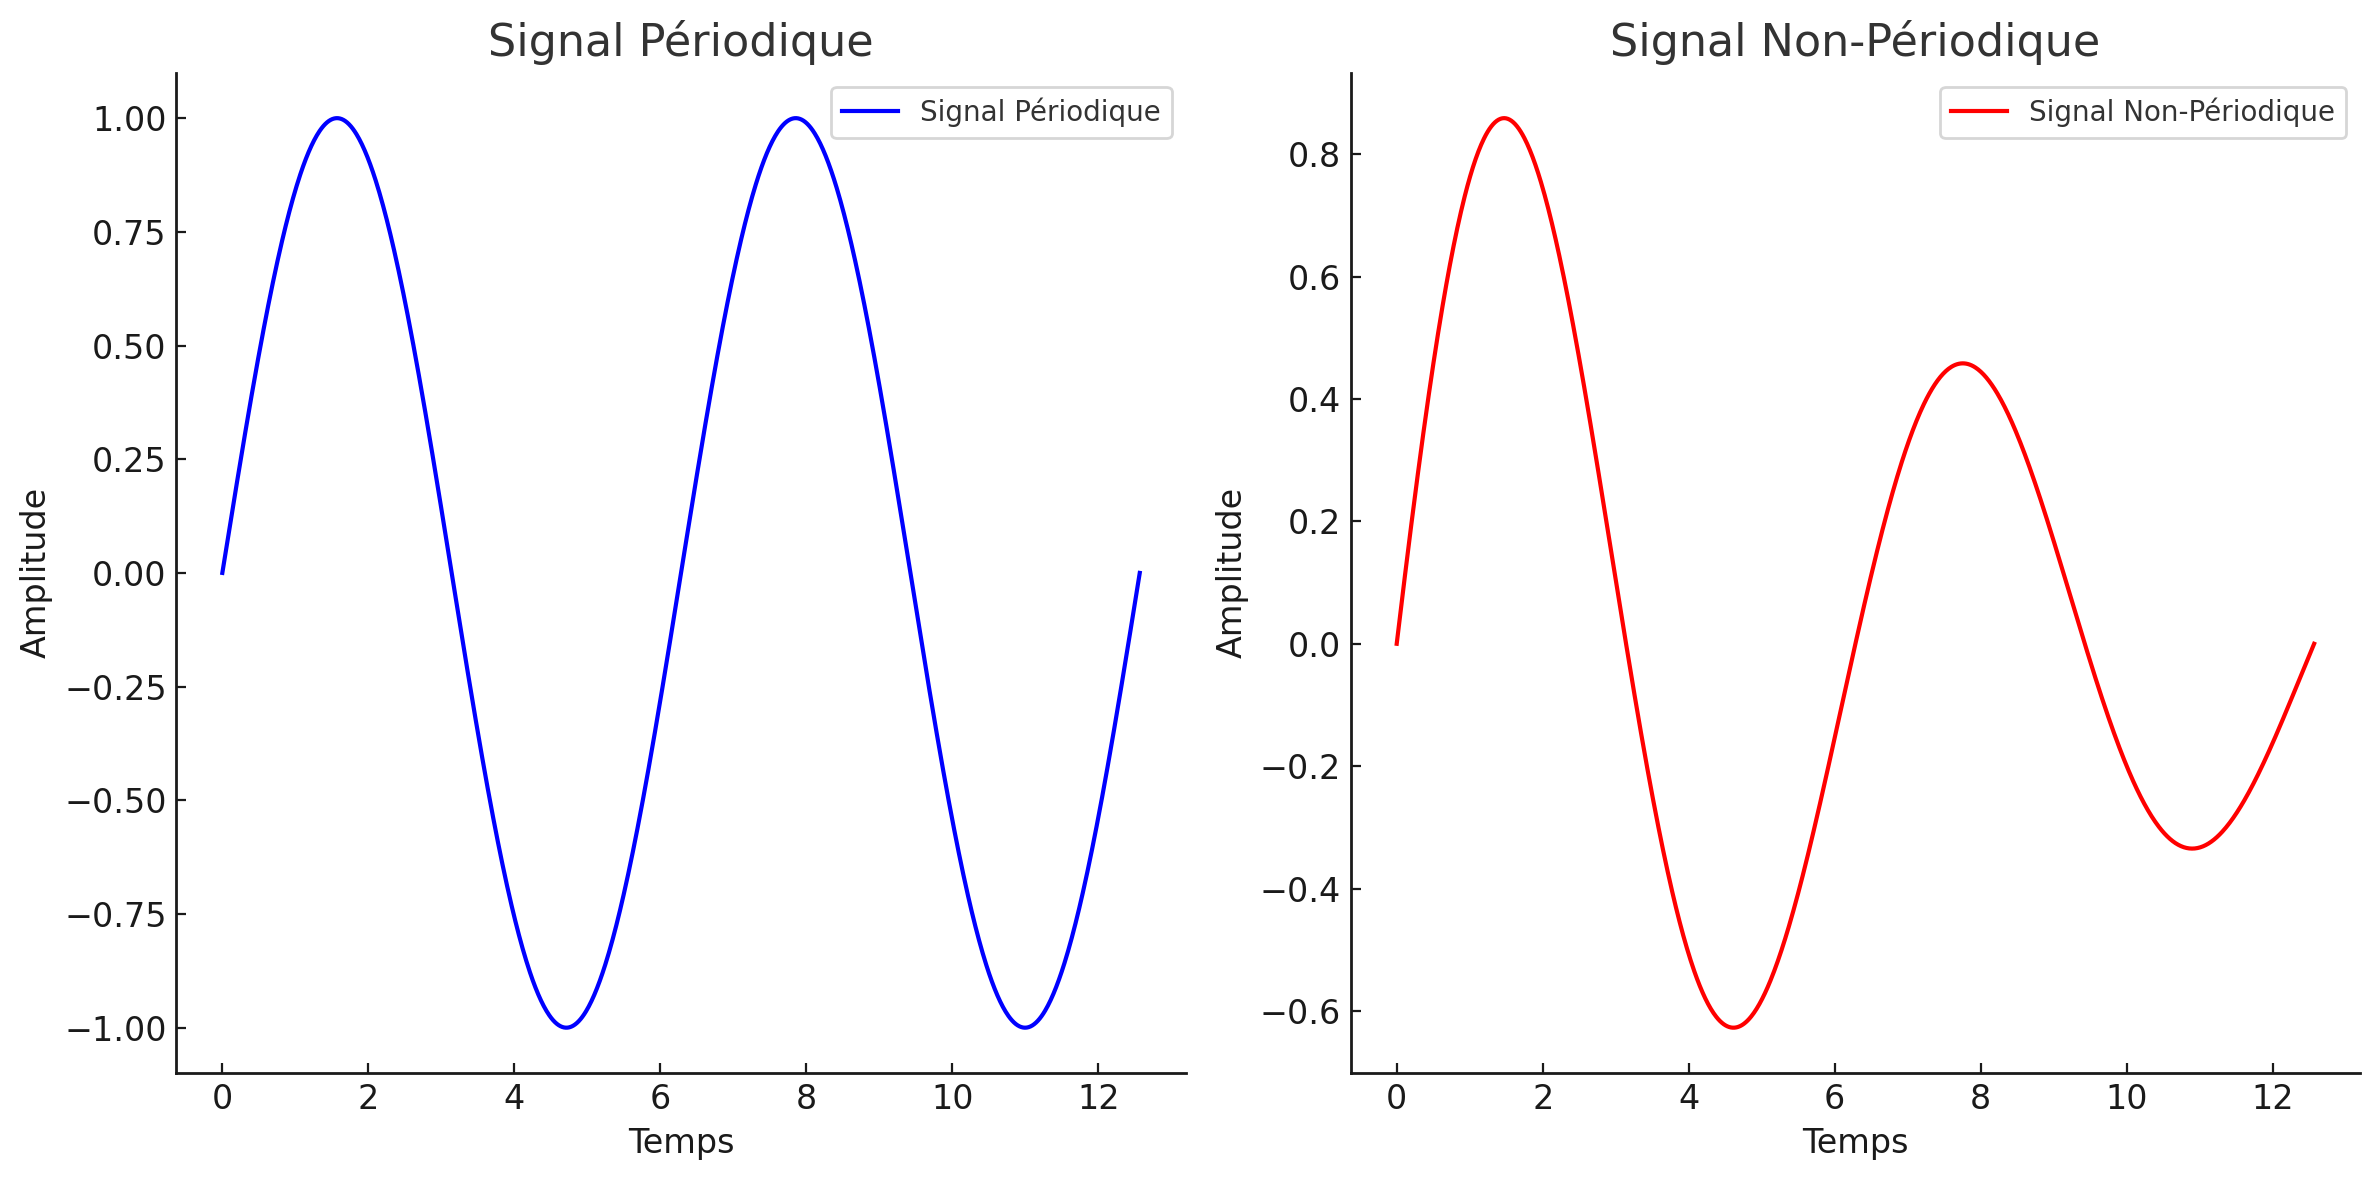 Signal Périodique
Signal Périodique
1.00
0.75
0.50
0.25
0.00
−0.25
−0.50
−0.75
−1.00
Amplitude
0 2 4 6 8 10 12
Temps
Signal Non-Périodique
Signal Non-Périodique
0.8
0.6
0.4
0.2
0.0
−0.2
−0.4
−0.6
Amplitude
0 2 4 6 8 10 12
Temps